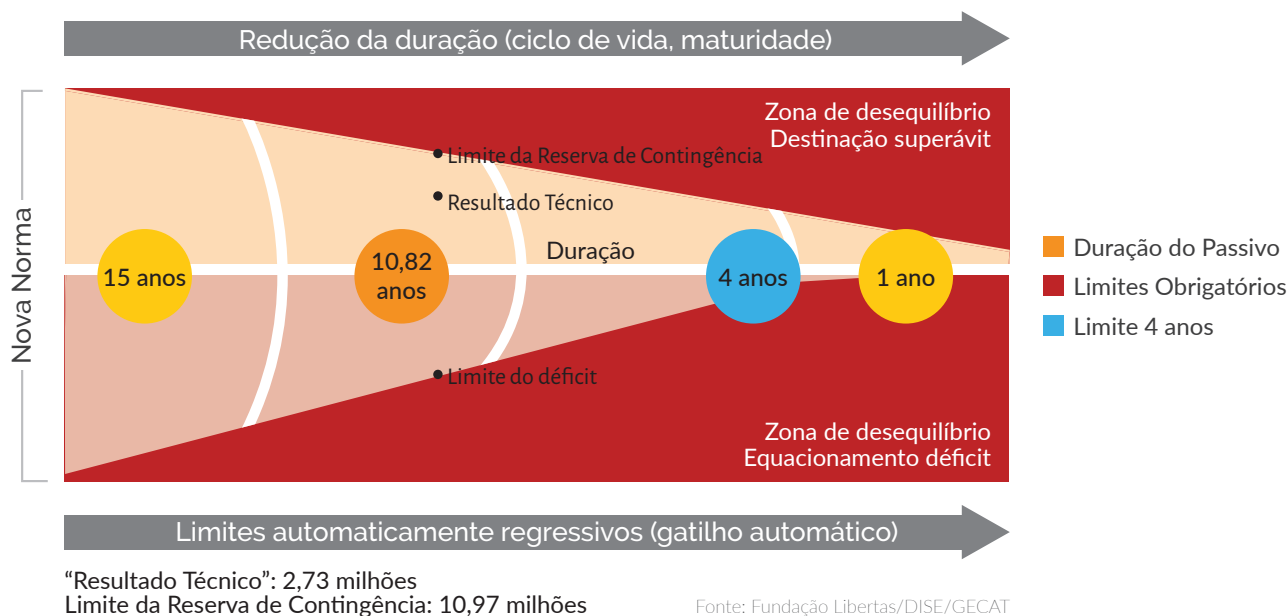 Redução da duração (ciclo de vida, maturidade)
Nova Norma
Zona de desequilíbrio
Destinação superávit
Limite da Reserva de Contingência
Resultado Técnico
Duração
15 anos
10,82
anos
4 anos
1 ano
Limite do déficit
Zona de desequilíbrio
Equacionamento déficit
Duração do Passivo
Limites Obrigatórios
Limite 4 anos
Limites automaticamente regressivos (gatilho automático)
“Resultado Técnico”: 2,73 milhões
Limite da Reserva de Contingência: 10,97 milhões
Fonte: Fundação Libertas/DISE/GECAT